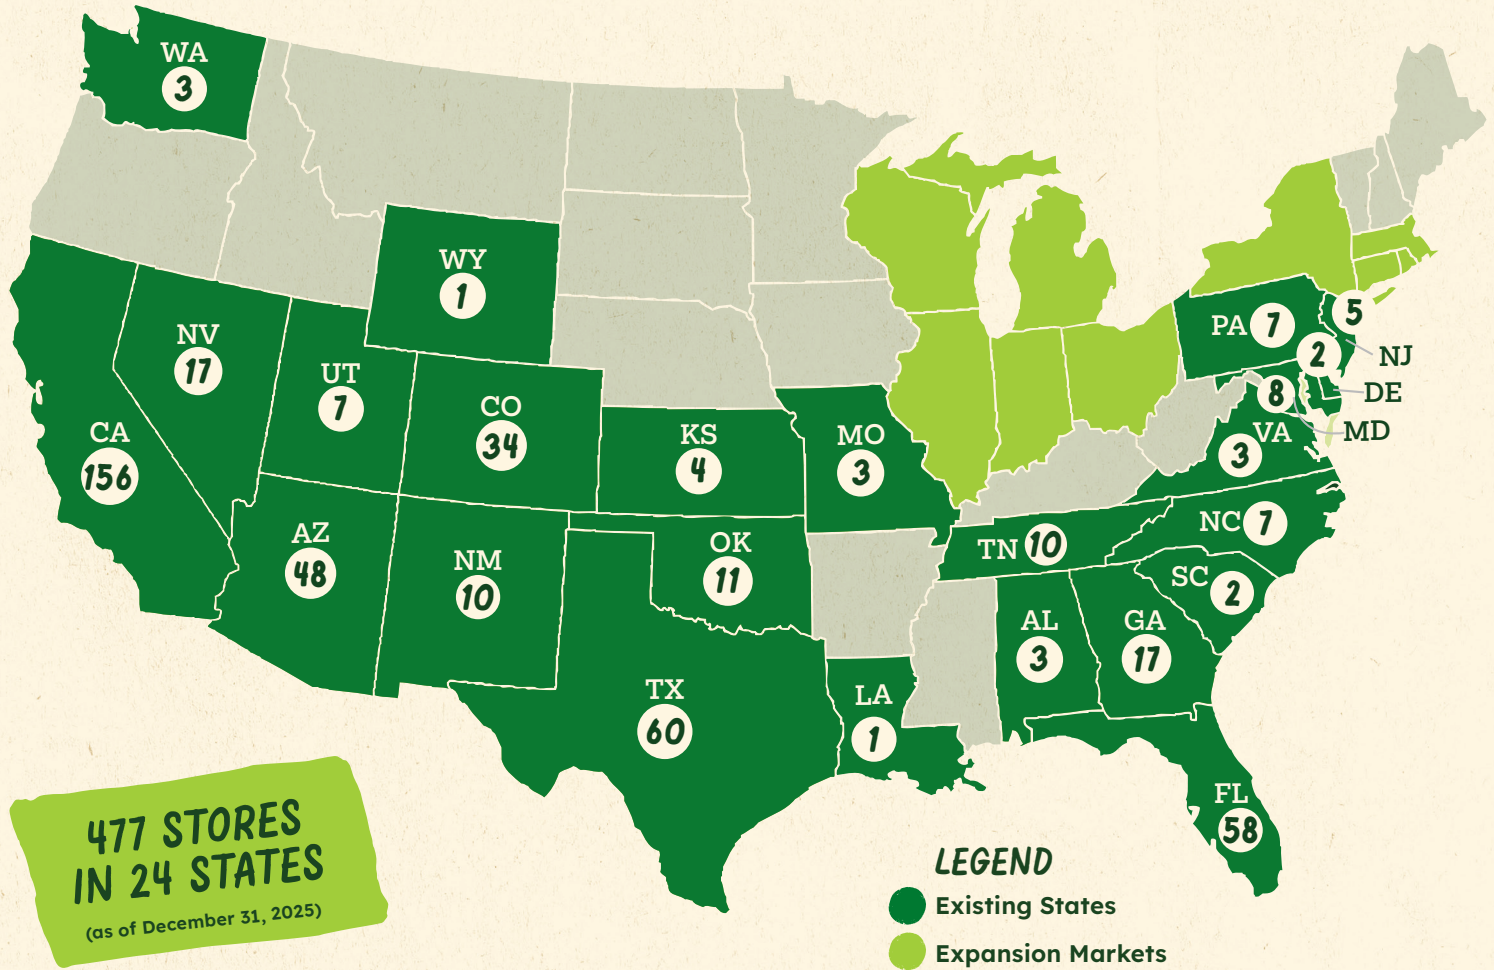 WA
3
WY
1
NV
17
UT
7
CO
34
CA
156
KS
4
MO
3
PA 7
5
2
NJ
DE
8
MD
VA
3
AZ
48
NM
10
OK
11
TN 10
NC 7
SC 2
AL
3
GA
17
TX
60
LA
1
FL
58
477 STORES
IN 24 STATES
(as of December 31, 2025)
LEGEND
Existing States
Expansion Markets